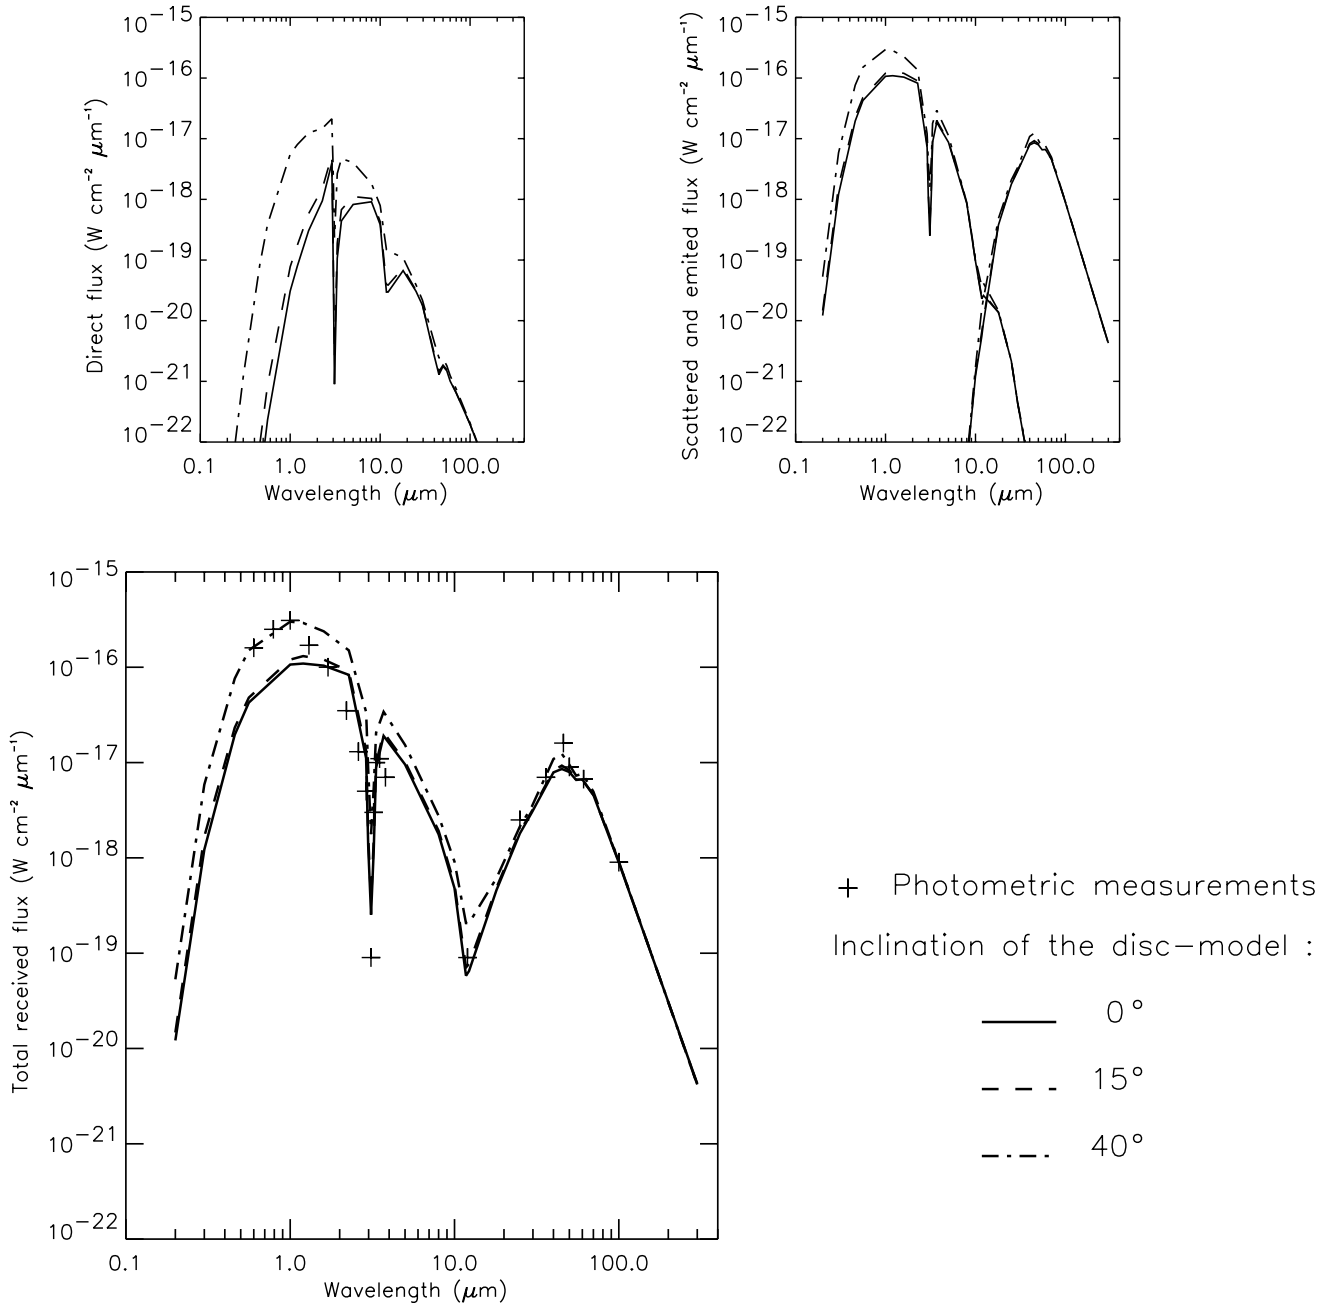 Direct flux (W cm−2 μm−1)
10−15
10−16
10−17
10−18
10−19
10−20
10−21
10−22
0.1 1.0 10.0 100.0
Wavelength (μm)
Scattered and emited flux (W cm−2 μm−1)
10−15
10−16
10−17
10−18
10−19
10−20
10−21
10−22
0.1 1.0 10.0 100.0
Wavelength (μm)
Total received flux (W cm−2 μm−1)
10−15
10−16
10−17
10−18
10−19
10−20
10−21
10−22
0.1 1.0 10.0 100.0
Wavelength (μm)
+ Photometric measurements
Inclination of the disc−model :
0°
15°
40°